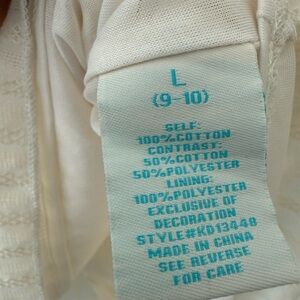 L
(9-10)
SELF:
100%COTTON
CONTRAST:
50%COTTON
50%POLYESTER
LINING:
100%POLYESTER
EXCLUSIVE OF
DECORATION
STYLE#KD13448
MADE IN CHINA
SEE REVERSE
FOR CARE